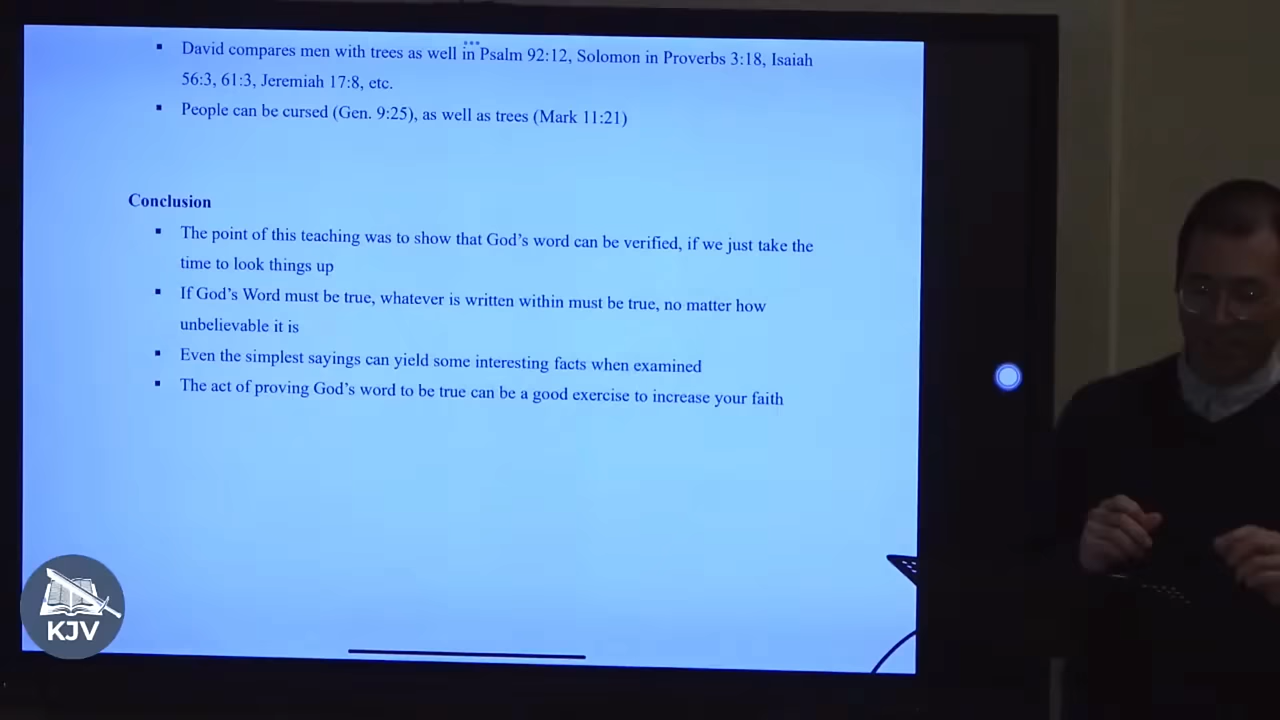 ▪ David compares men with trees as well in Psalm 92:12, Solomon in Proverbs 3:18, Isaiah
56:3, 61:3, Jeremiah 17:8, etc.
▪ People can be cursed (Gen. 9:25), as well as trees (Mark 11:21)
Conclusion
▪ The point of this teaching was to show that God's word can be verified, if we just take the
time to look things up
▪ If God's Word must be true, whatever is written within must be true, no matter how
unbelievable it is
▪ Even the simplest sayings can yield some interesting facts when examined
▪ The act of proving God's word to be true can be a good exercise to increase your faith
KJV